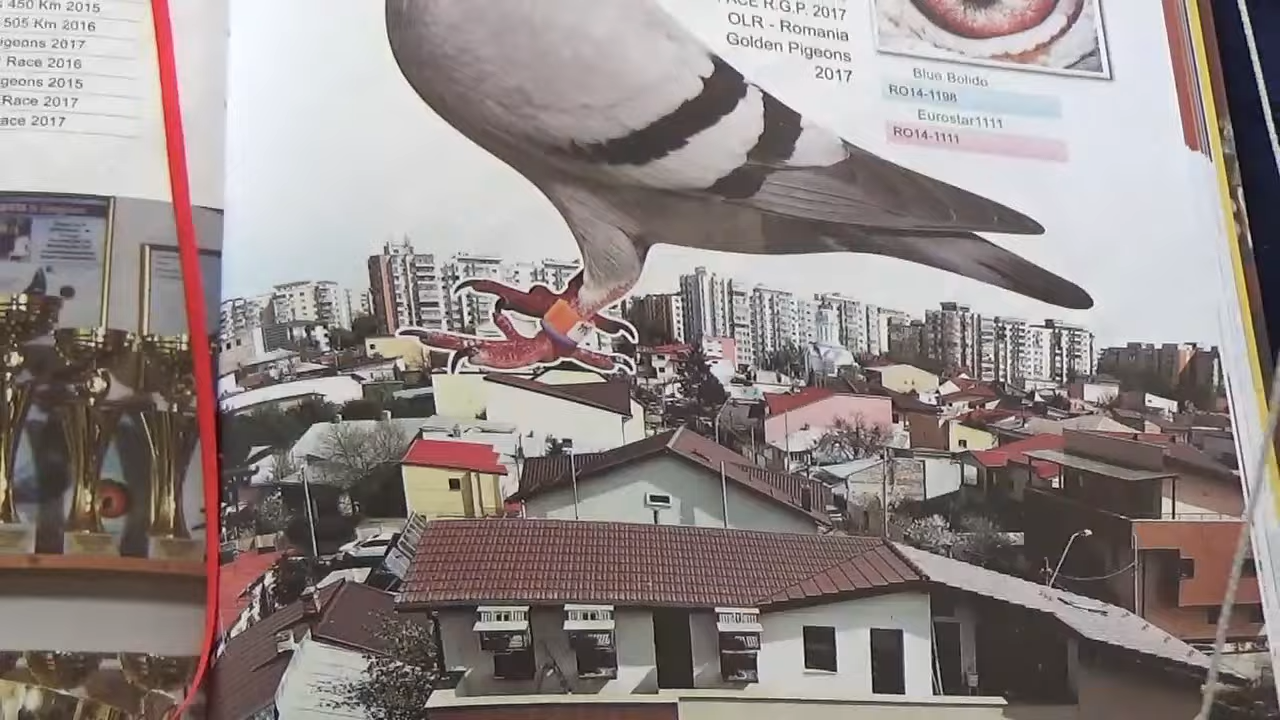 450 Km 2015
505 Km 2016
igeons 2017
Race 2016
geons 2015
Race 2017
ace 2017
ACE R.G.P. 2017
OLR - Romania
Golden Pigeons
2017
Blue Bolido
RO14-1198
Eurostar1111
RO14-1111